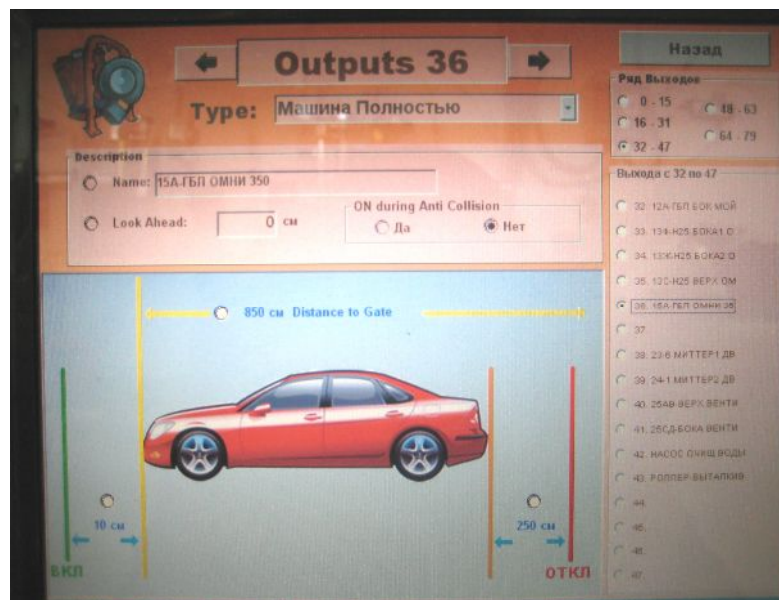 Outputs 36
Назад
Type: Машина Полностью
Ряд Выходов
0 - 15
48 - 63
16 - 31
64 - 79
32 - 47
Description
Name: 15А-ГБЛ ОМНИ 350
Look Ahead: 0 см
ON during Anti Collision
Да
Нет
Выхода с 32 по 47
32. 12А-ГБЛ БОК МОЙ
33. 13Ф-Н25 БОКА1 О
34. 13Ж-Н25 БОКА2 О
35. 13С-Н25 ВЕРХ ОМ
36. 15А-ГБЛ ОМНИ 35
37.
38. 23-6 МИТТЕР1 ДВ
39. 24-1 МИТТЕР2 ДВ
40. 25АВ-ВЕРХ ВЕНТИ
41. 25СД-БОКА ВЕНТИ
42. НАСОС ОЧИЩ ВОДЫ
43. РОЛЛЕР-ВЫТАЛКИВ
44.
45.
46.
47.
850 см Distance to Gate
10 см
250 см
ВКЛ
ОТКЛ